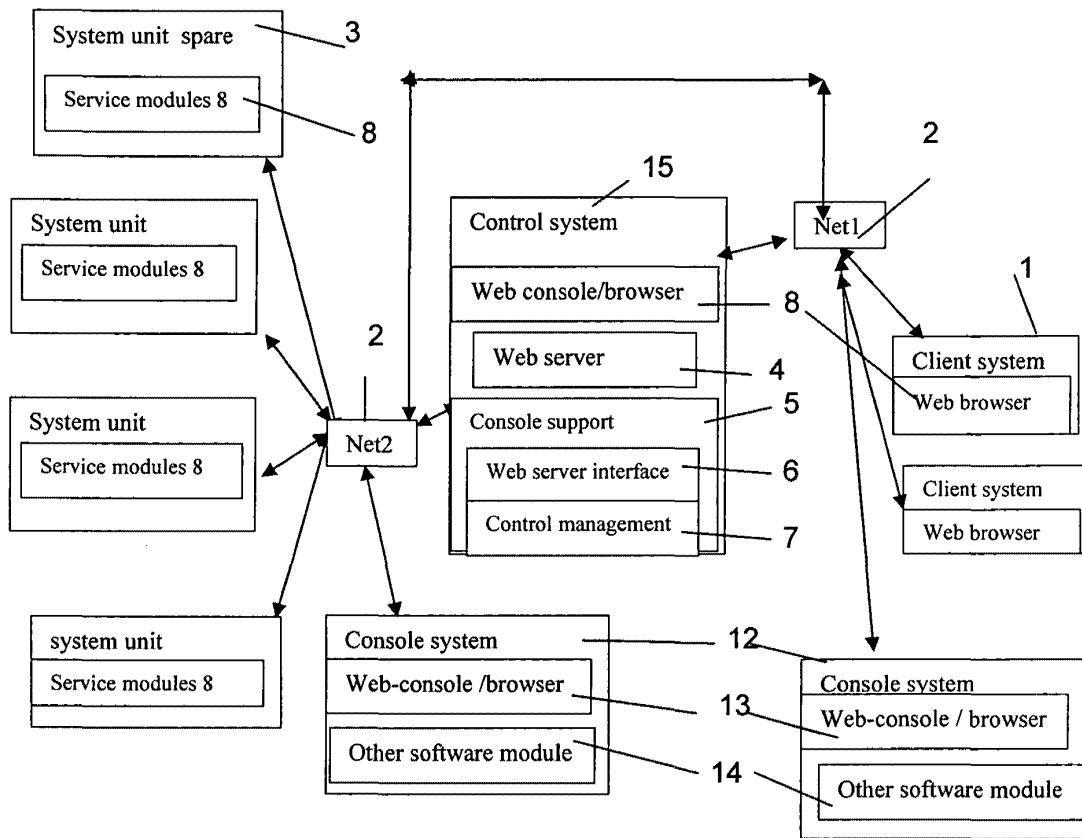 System unit spare
3
Service modules 8
8
System unit
Service modules 8
System unit
Service modules 8
system unit
Service modules 8
2
Net2
15
Control system
Web console/browser
8
Web server
4
Console support
5
Web server interface
6
Control management
7
2
Net1
1
Client system
Web browser
Client system
Web browser
Console system
12
Web-console /browser
13
Other software module
14
Console system
Web-console / browser
Other software module